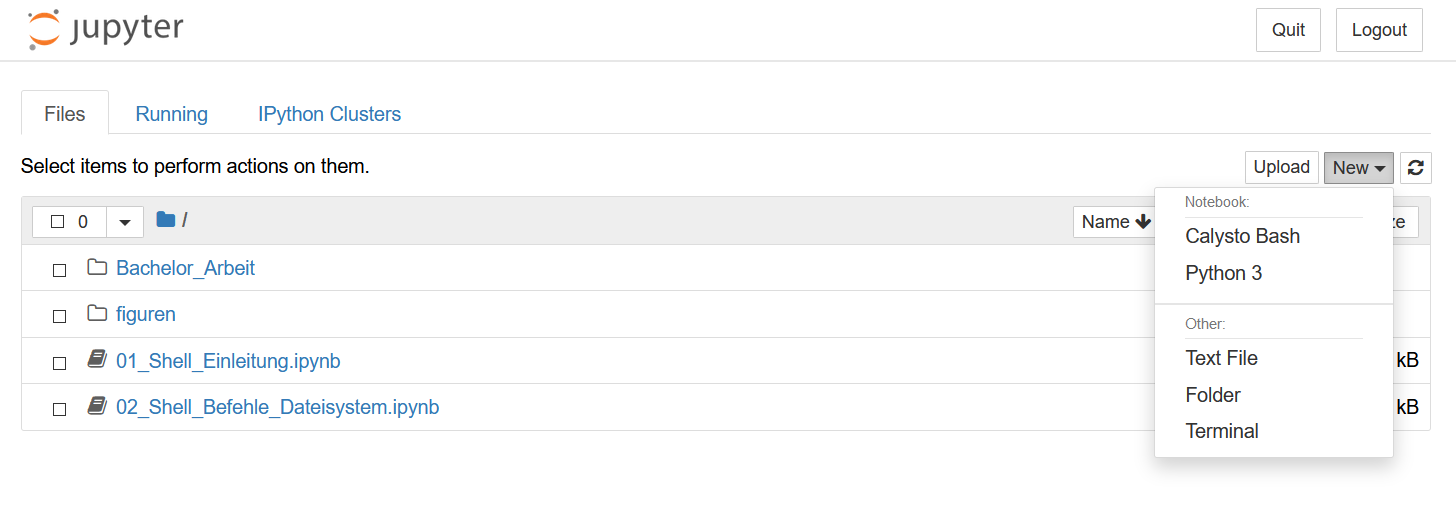 jupyter
Quit Logout
Files Running IPython Clusters
Select items to perform actions on them.
Upload New
0 / Name
Notebook:
Calysto Bash
Python 3
Other:
Text File
Folder
Terminal
Bachelor_Arbeit
figuren
01_Shell_Einleitung.ipynb kB
02_Shell_Befehle_Dateisystem.ipynb kB